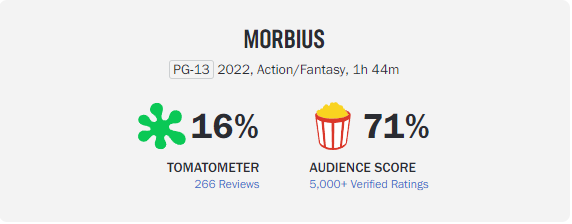 MORBIUS
PG-13 2022, Action/Fantasy, 1h 44m
16% 71%
TOMATOMETER AUDIENCE SCORE
266 Reviews 5,000+ Verified Ratings